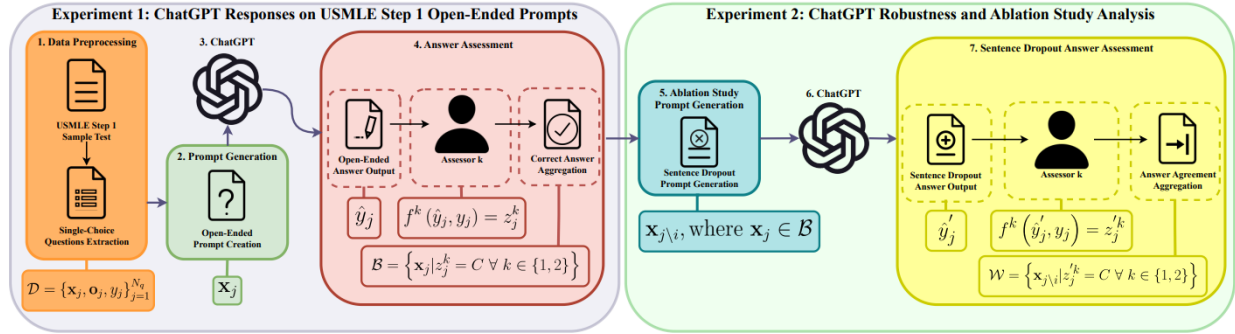 Experiment 1: ChatGPT Responses on USMLE Step 1 Open-Ended Prompts
1. Data Preprocessing
USMLE Step 1
Sample Test
Single-Choice
Questions Extraction
𝒟 = {𝐱_j, 𝐨_j, y_j}_{j=1}^{N_q}
2. Prompt Generation
?
Open-Ended
Prompt Creation
𝐱_j
3. ChatGPT
4. Answer Assessment
Open-Ended
Answer Output
ŷ_j
Assessor k
f^k (ŷ_j, y_j) = z_j^k
Correct Answer
Aggregation
ℬ = {𝐱_j|z_j^k = C ∀ k ∈ {1, 2}}
Experiment 2: ChatGPT Robustness and Ablation Study Analysis
5. Ablation Study
Prompt Generation
Sentence Dropout
Prompt Generation
𝐱_{j\i}, where 𝐱_j ∈ ℬ
6. ChatGPT
7. Sentence Dropout Answer Assessment
Sentence Dropout
Answer Output
ŷ'_j
Assessor k
f^k (ŷ'_j, y_j) = z'_j^k
Answer Agreement
Aggregation
𝒲 = {𝐱_{j\i}|z'_j^k = C ∀ k ∈ {1, 2}}